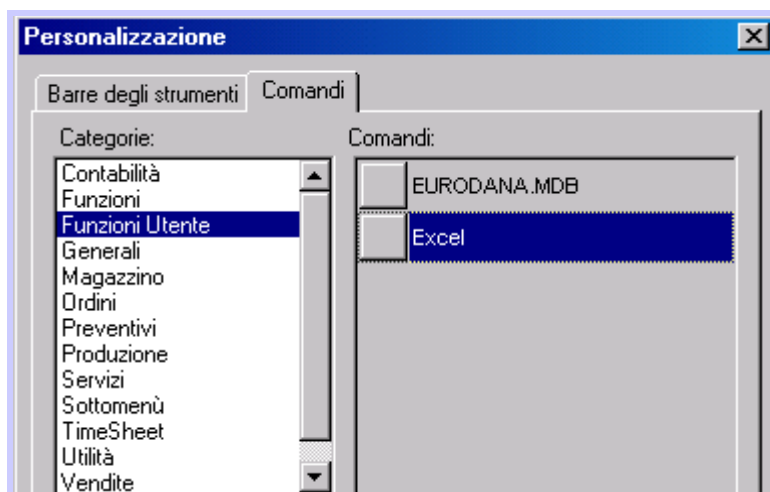 Personalizzazione
Barre degli strumenti Comandi
Categorie:
Contabilità
Funzioni
Funzioni Utente
Generali
Magazzino
Ordini
Preventivi
Produzione
Servizi
Sottomenù
TimeSheet
Utilità
Vendite
Comandi:
EURODANA.MDB
Excel